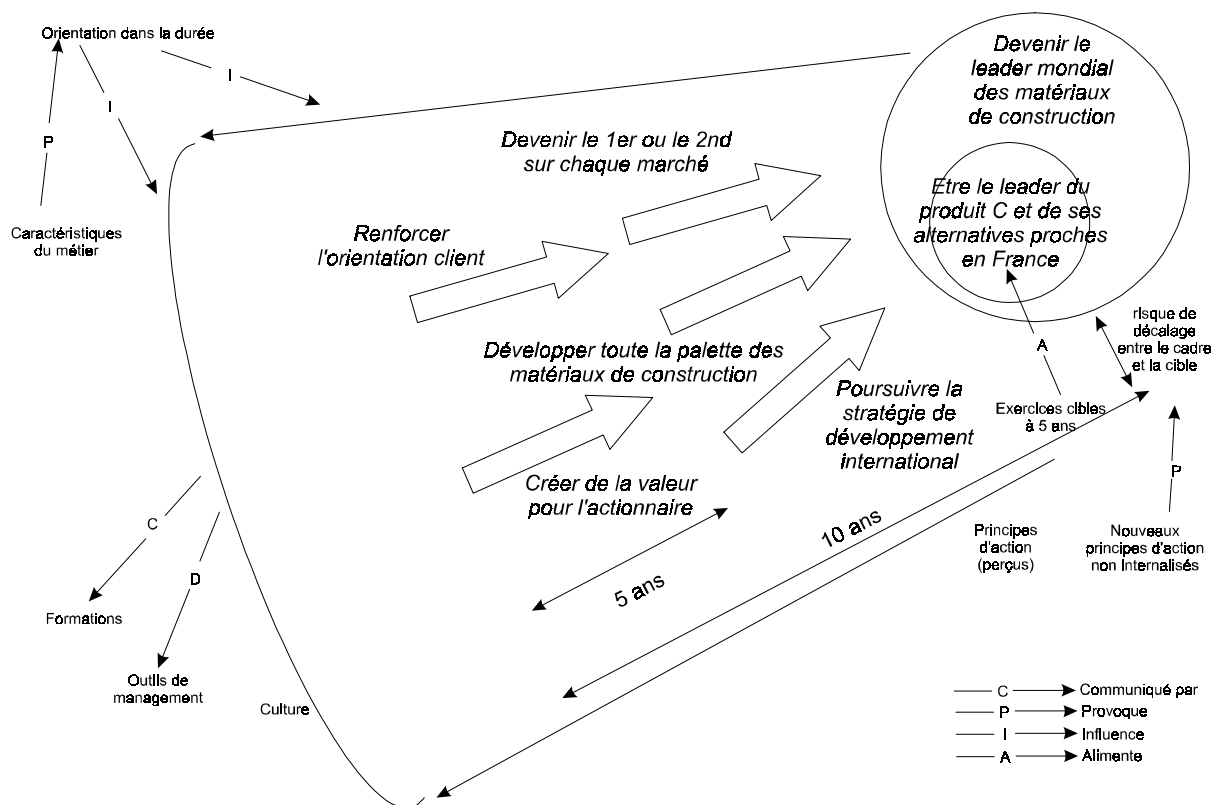 Orientation dans la durée
I
I
P
Caractéristiques
du métier
Devenir le
leader mondial
des matériaux
de construction
Etre le leader du
produit C et de ses
alternatives proches
en France
Devenir le 1er ou le 2nd
sur chaque marché
Renforcer
l'orientation client
Développer toute la palette des
matériaux de construction
Poursuivre la
stratégie de
développement
international
Créer de la valeur
pour l'actionnaire
risque de
décalage
entre le cadre
et la cible
A
Exercices cibles
à 5 ans
P
10 ans
5 ans
Principes
d'action
(perçus)
Nouveaux
principes d'action
non internalisés
C
D
Formations
Outils de
management
Culture
C Communiqué par
P Provoque
I Influence
A Alimente